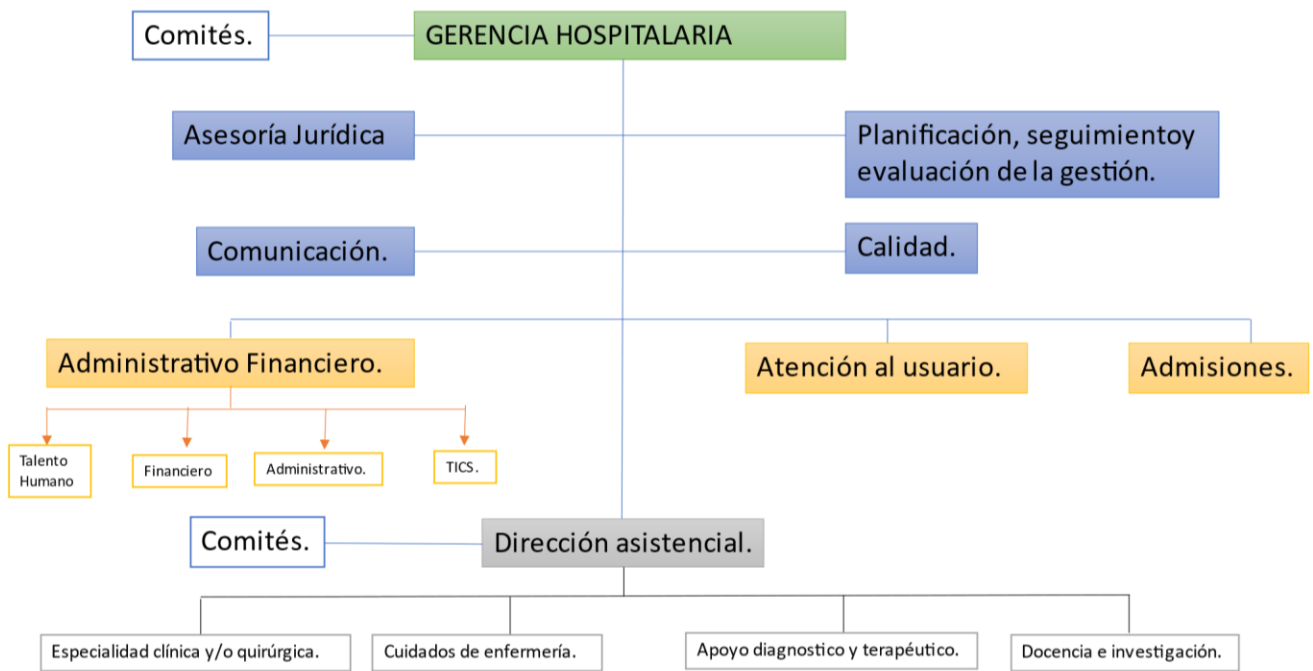 Comités.
GERENCIA HOSPITALARIA
Asesoría Jurídica
Planificación, seguimientoy
evaluación de la gestión.
Comunicación.
Calidad.
Administrativo Financiero.
Atención al usuario.
Admisiones.
Talento
Humano
Financiero
Administrativo.
TICS.
Comités.
Dirección asistencial.
Especialidad clínica y/o quirúrgica.
Cuidados de enfermería.
Apoyo diagnostico y terapéutico.
Docencia e investigación.